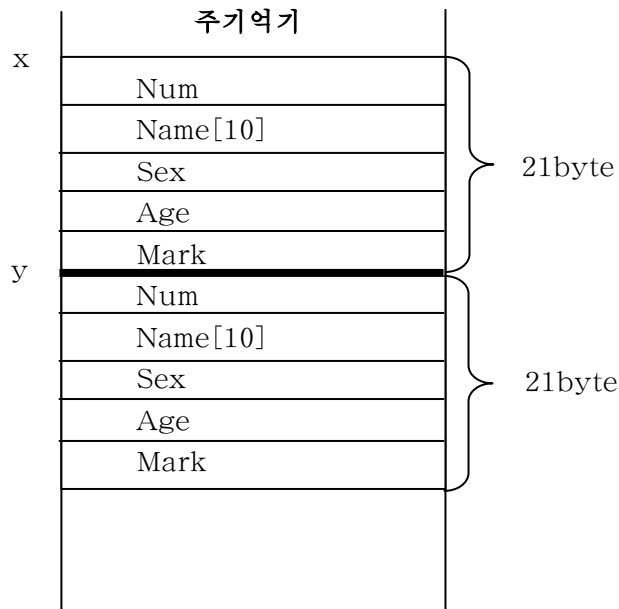 주기억기
x
Num
Name[10]
Sex
21byte
Age
Mark
y
Num
Name[10]
Sex
21byte
Age
Mark